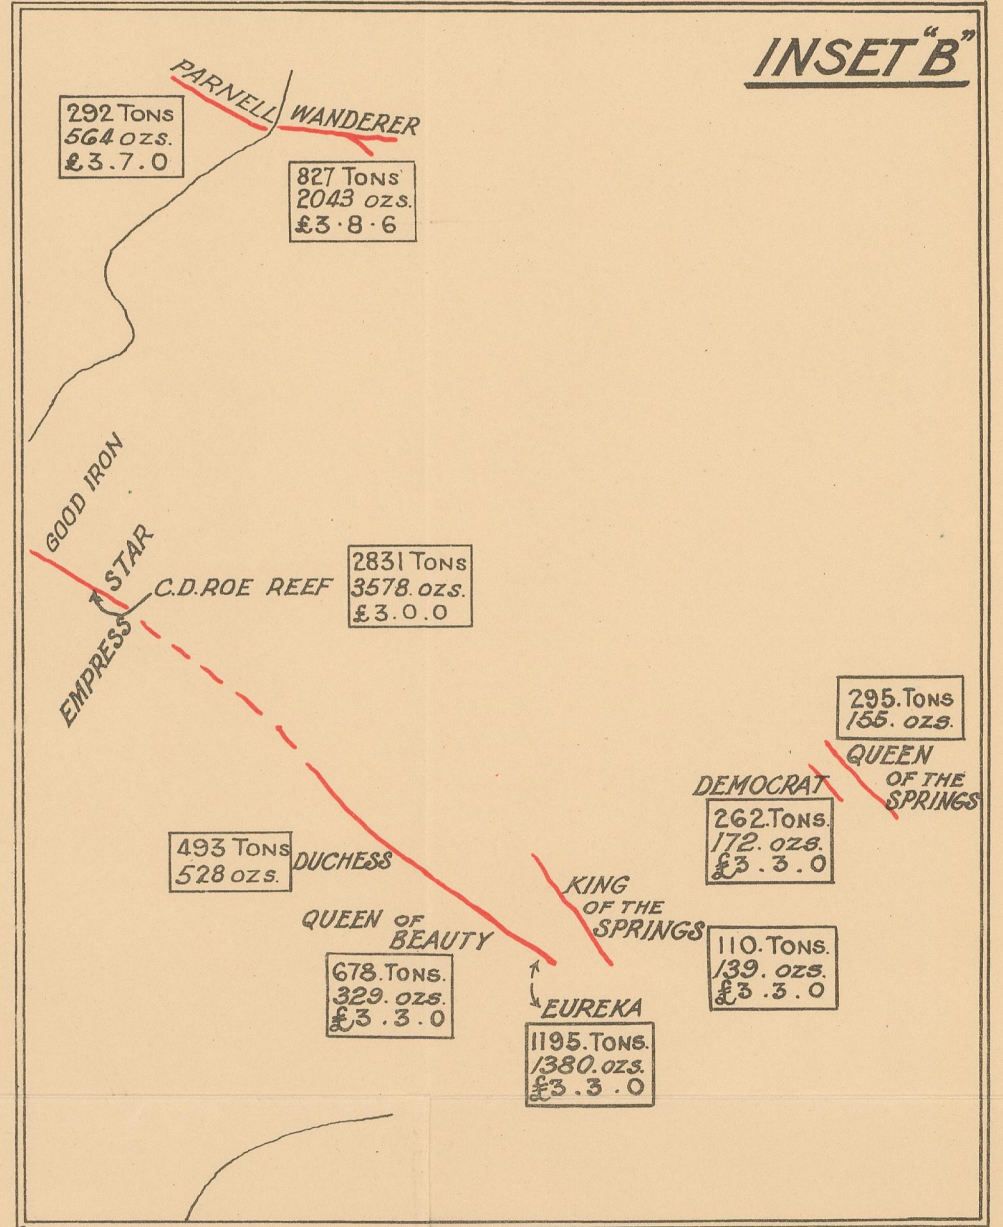 INSET "B"
PARNELL
292 TONS
564 OZS.
£3.7.0
WANDERER
827 TONS
2043 OZS.
£3.8.6
GOOD IRON
STAR
C.D. ROE REEF
EMPRESS
2831 TONS
3578. OZS.
£3.0.0
295. TONS
155. OZS.
QUEEN
OF THE
SPRINGS
DEMOCRAT
262. TONS.
172. OZS.
£3.3.0
493 TONS
528 OZS.
DUCHESS
KING
OF THE
SPRINGS
110. TONS.
139. OZS.
£3.3.0
QUEEN OF
BEAUTY
678. TONS.
329. OZS.
£3.3.0
EUREKA
1195. TONS.
1380. OZS.
£3.3.0